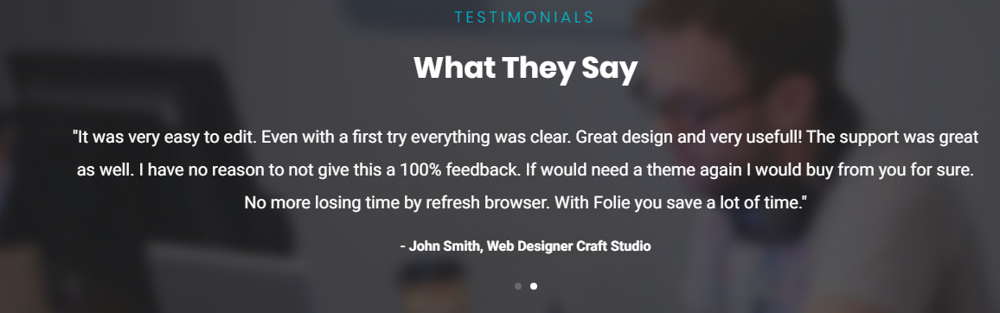 TESTIMONIALS
What They Say
"It was very easy to edit. Even with a first try everything was clear. Great design and very usefull! The support was great
as well. I have no reason to not give this a 100% feedback. If would need a theme again I would buy from you for sure.
No more losing time by refresh browser. With Folie you save a lot of time."
- John Smith, Web Designer Craft Studio